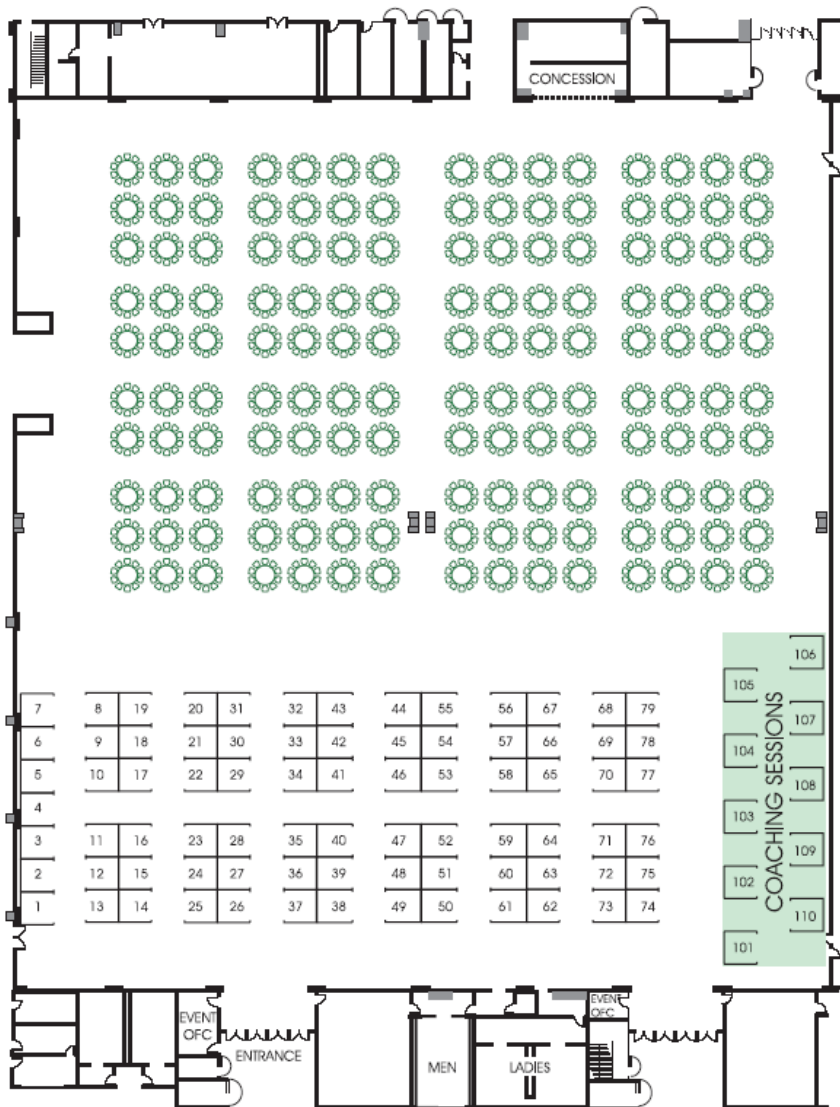 CONCESSION
106
105
7 8 19 20 31 32 43 44 55 56 67 68 79
107
6 9 18 21 30 33 42 45 54 57 66 69 78
104
5 10 17 22 29 34 41 46 53 58 65 70 77
108
4
103
3 11 16 23 28 35 40 47 52 59 64 71 76
109
2 12 15 24 27 36 39 48 51 60 63 72 75
102
1 13 14 25 26 37 38 49 50 61 62 73 74
110
101
COACHING SESSIONS
EVENT
OFC
ENTRANCE
MEN
LADIES
EVENT
OFC